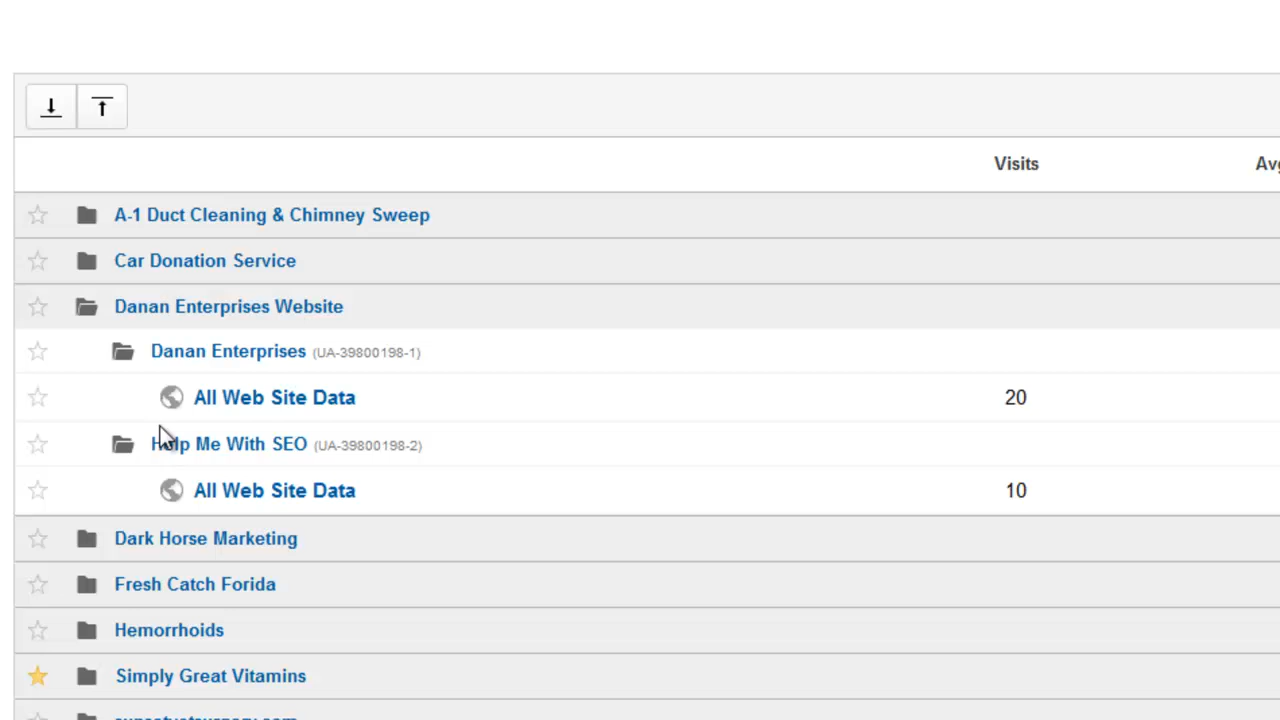 Visits
A-1 Duct Cleaning & Chimney Sweep
Car Donation Service
Danan Enterprises Website
Danan Enterprises (UA-39800198-1)
All Web Site Data 20
Help Me With SEO (UA-39800198-2)
All Web Site Data 10
Dark Horse Marketing
Fresh Catch Forida
Hemorrhoids
Simply Great Vitamins